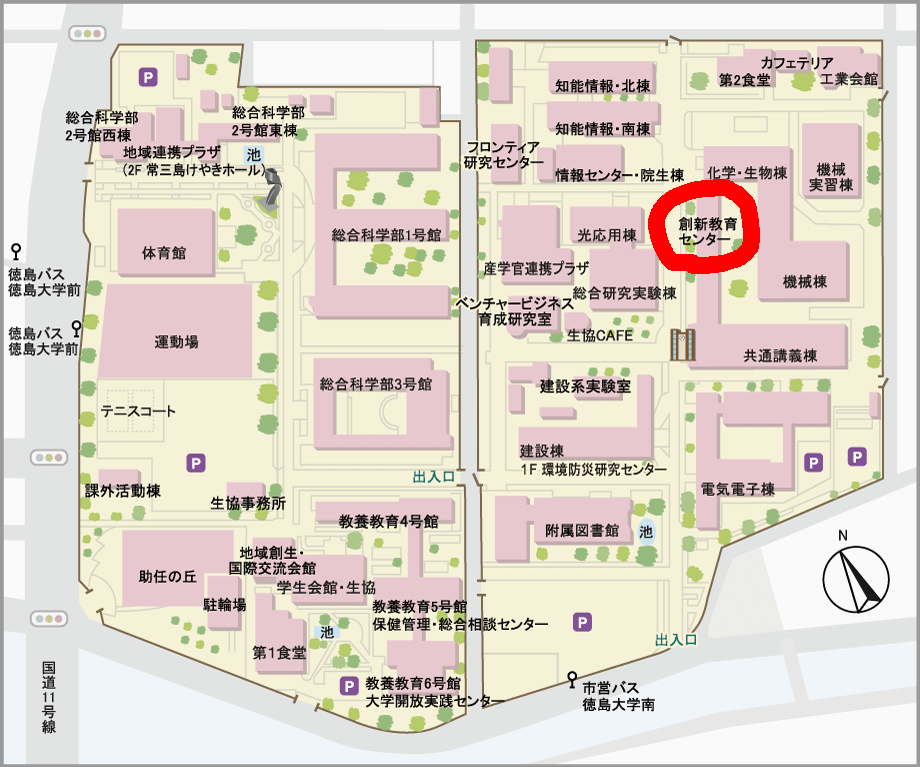 P
総合科学部
2号館西棟
総合科学部
2号館東棟
地域連携プラザ
(2F 常三島けやきホール)
池
体育館
総合科学部1号館
徳島バス
徳島大学前
徳島バス
徳島大学前
運動場
総合科学部3号館
テニスコート
P
課外活動棟
生協事務所
出入口
教養教育4号館
助任の丘
地域創生・
国際交流会館
学生会館・生協
駐輪場
教養教育5号館
保健管理・総合相談センター
池
第1食堂
P
教養教育6号館
大学開放実践センター
国道11号線
知能情報・北棟
カフェテリア
第2食堂
工業会館
知能情報・南棟
フロンティア
研究センター
情報センター・院生棟
化学・生物棟
機械
実習棟
光応用棟
創新教育
センター
産学官連携プラザ
総合研究実験棟
機械棟
ベンチャービジネス
育成研究室
生協CAFE
共通講義棟
建設系実験室
建設棟
1F 環境防災研究センター
P
P
電気電子棟
附属図書館
池
N
P
出入口
市営バス
徳島大学南